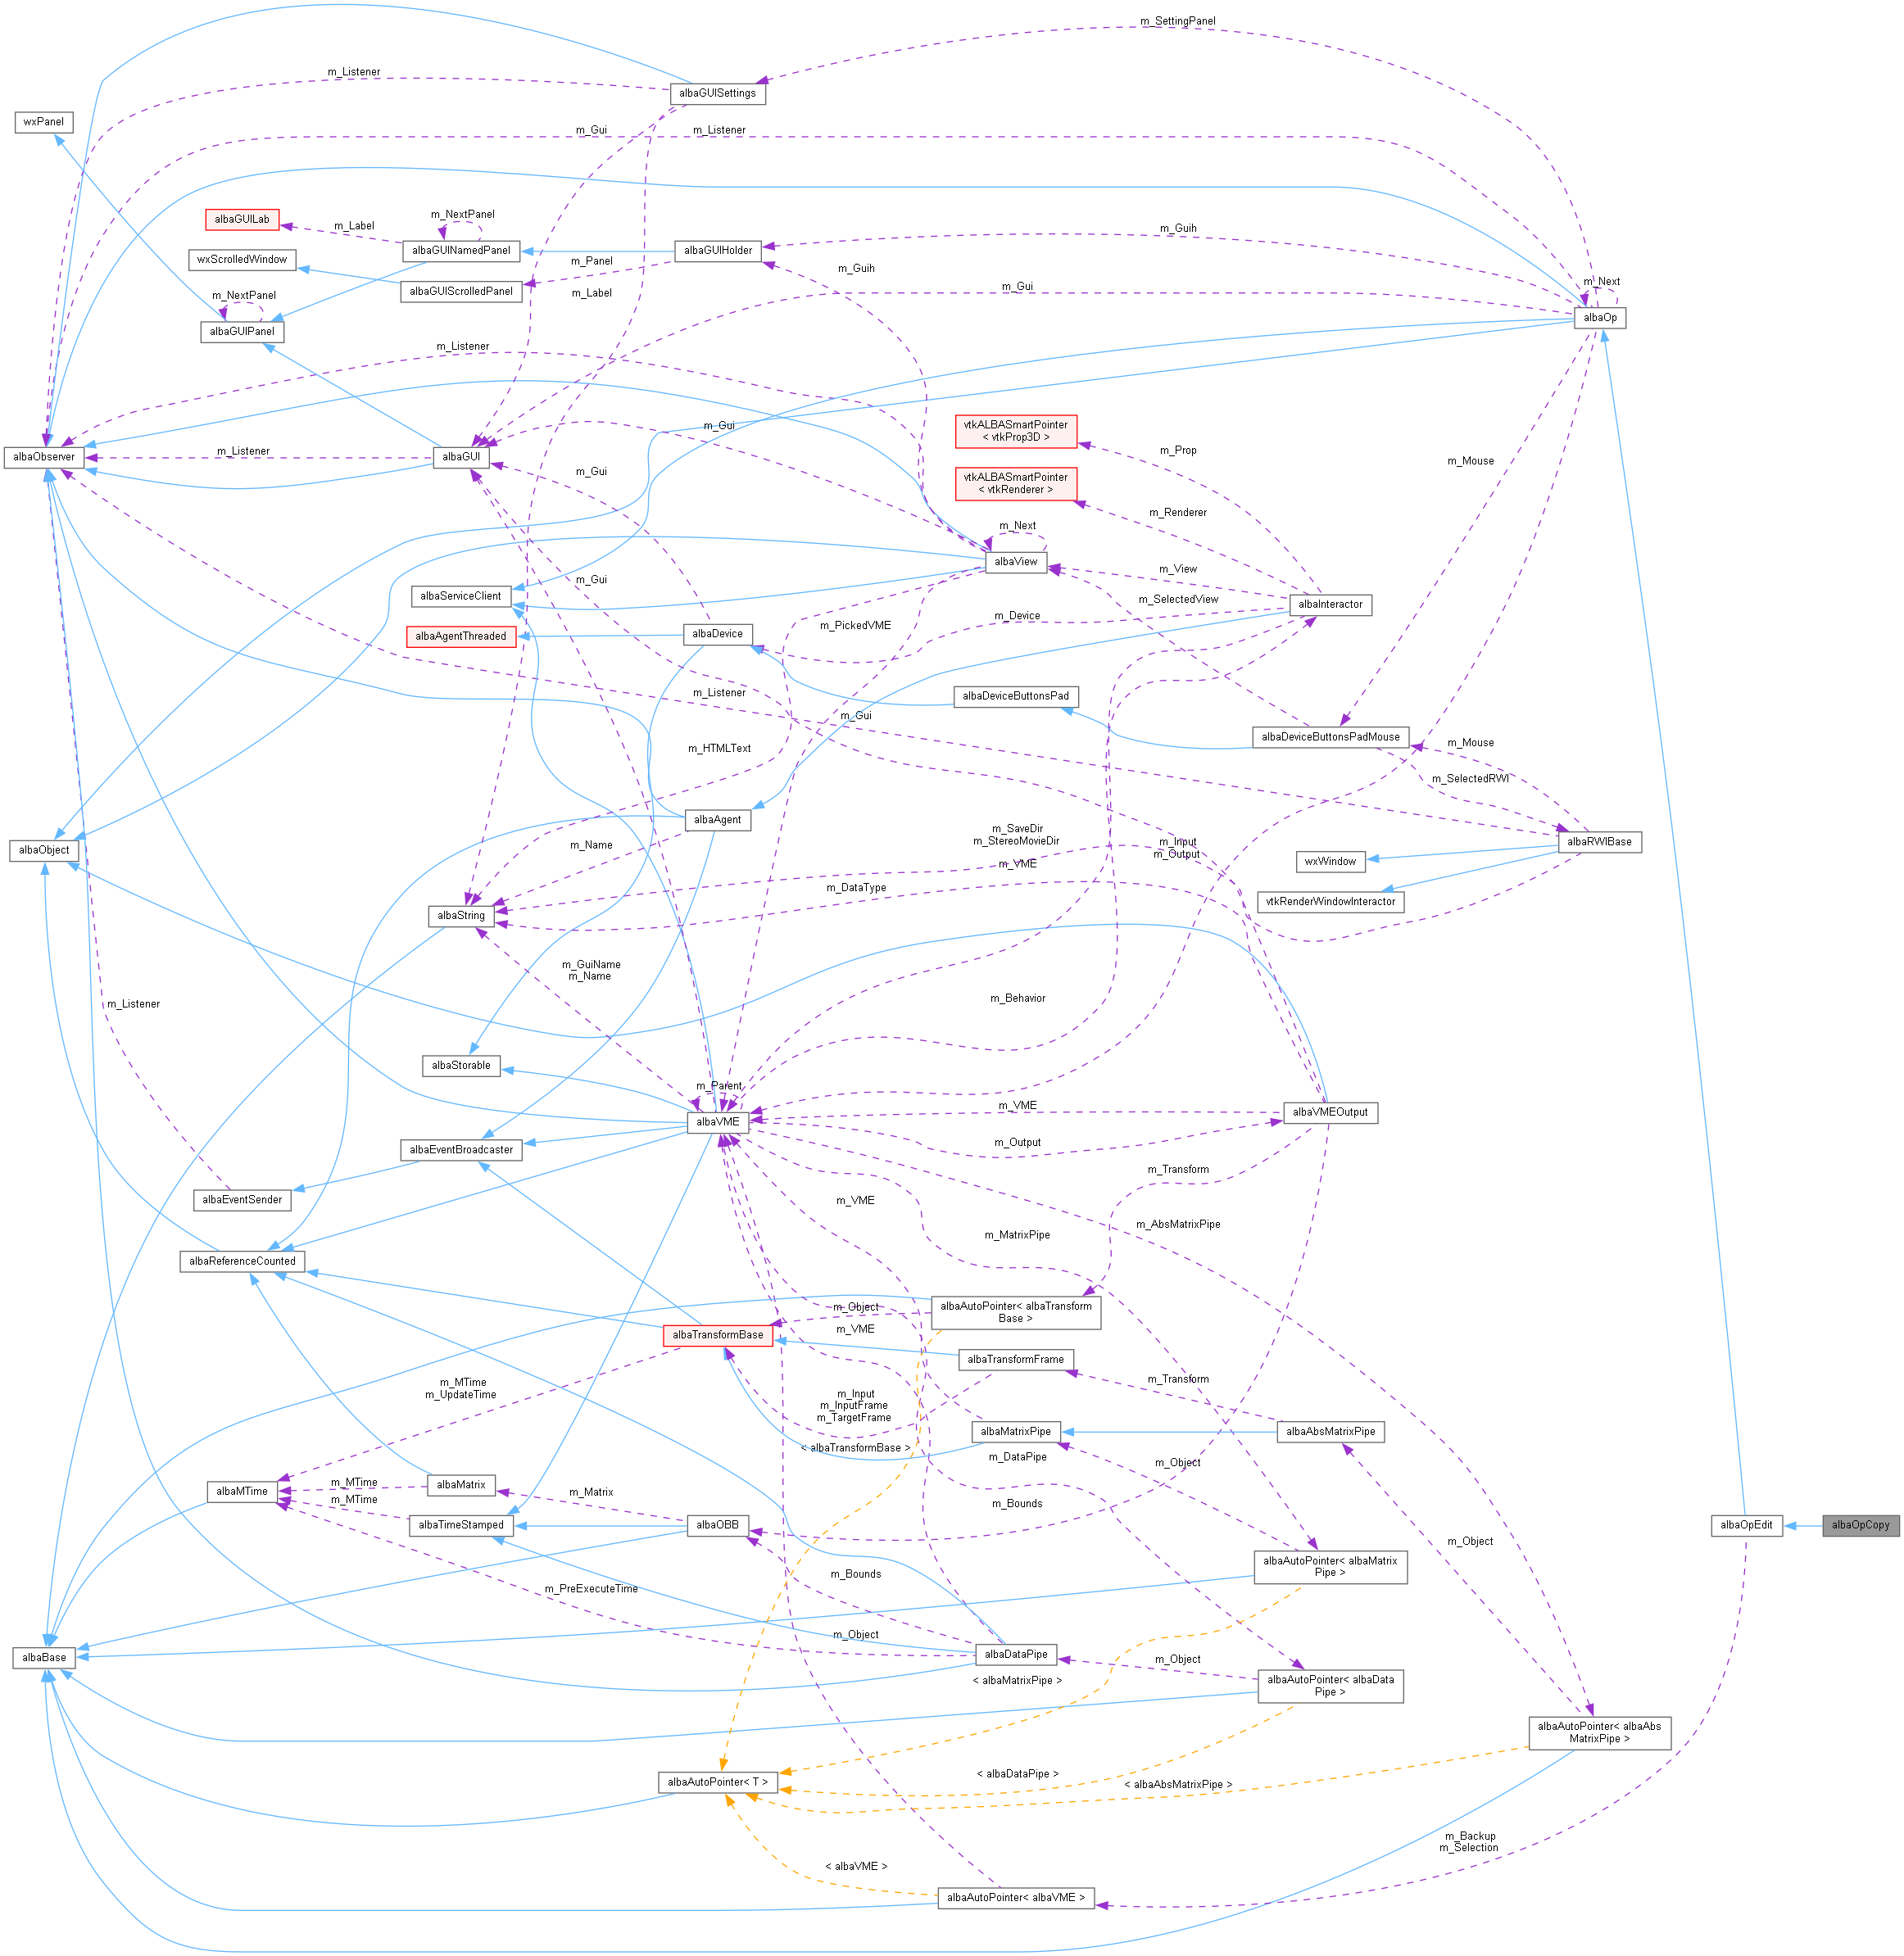 m_SettingPanel
m_Listener
albaGUISettings
wxPanel
m_Gui
m_Listener
albaGUILab
m_Label
m_NextPanel
albaGUINamedPanel
albaGUIHolder
m_Guih
wxScrolledWindow
m_Panel
m_Guih
albaGUIScrolledPanel
m_NextPanel
m_Label
m_Gui
m_Next
albaGUIPanel
albaOp
m_Listener
vtkALBASmartPointer
< vtkProp3D >
m_Gui
m_Listener
albaObserver
albaGUI
m_Gui
m_Prop
m_Mouse
vtkALBASmartPointer
< vtkRenderer >
m_Renderer
m_Next
albaView
m_Gui
m_View
albaServiceClient
m_SelectedView
albaInteractor
m_Device
albaAgentThreaded
albaDevice
m_PickedVME
m_Listener
albaDeviceButtonsPad
m_Gui
albaDeviceButtonsPadMouse
m_Mouse
m_HTMLText
m_SelectedRWI
albaAgent
m_SaveDir
m_StereoMovieDir
m_Name
m_Input
m_Output
albaRWIBase
albaObject
m_VME
wxWindow
m_DataType
vtkRenderWindowInteractor
albaString
m_GuiName
m_Name
m_Listener
m_Behavior
albaStorable
m_Parent
albaVME
m_VME
albaVMEOutput
m_Output
albaEventBroadcaster
m_Transform
albaEventSender
m_VME
m_AbsMatrixPipe
m_MatrixPipe
albaReferenceCounted
albaAutoPointer< albaTransform
Base >
m_Object
albaTransformBase
m_VME
albaTransformFrame
m_MTime
m_UpdateTime
m_Transform
m_Input
m_InputFrame
m_TargetFrame
albaMatrixPipe
albaAbsMatrixPipe
< albaTransformBase >
m_DataPipe
m_Object
m_MTime
albaMatrix
albaMTime
m_Matrix
m_MTime
m_Bounds
albaTimeStamped
albaOBB
albaOpEdit
albaOpCopy
m_Object
albaAutoPointer< albaMatrix
Pipe >
m_Bounds
m_PreExecuteTime
m_Object
albaBase
albaDataPipe
m_Object
< albaMatrixPipe >
albaAutoPointer< albaData
Pipe >
albaAutoPointer< albaAbs
MatrixPipe >
albaAutoPointer< T >
< albaDataPipe >
< albaAbsMatrixPipe >
m_Backup
m_Selection
< albaVME >
albaAutoPointer< albaVME >